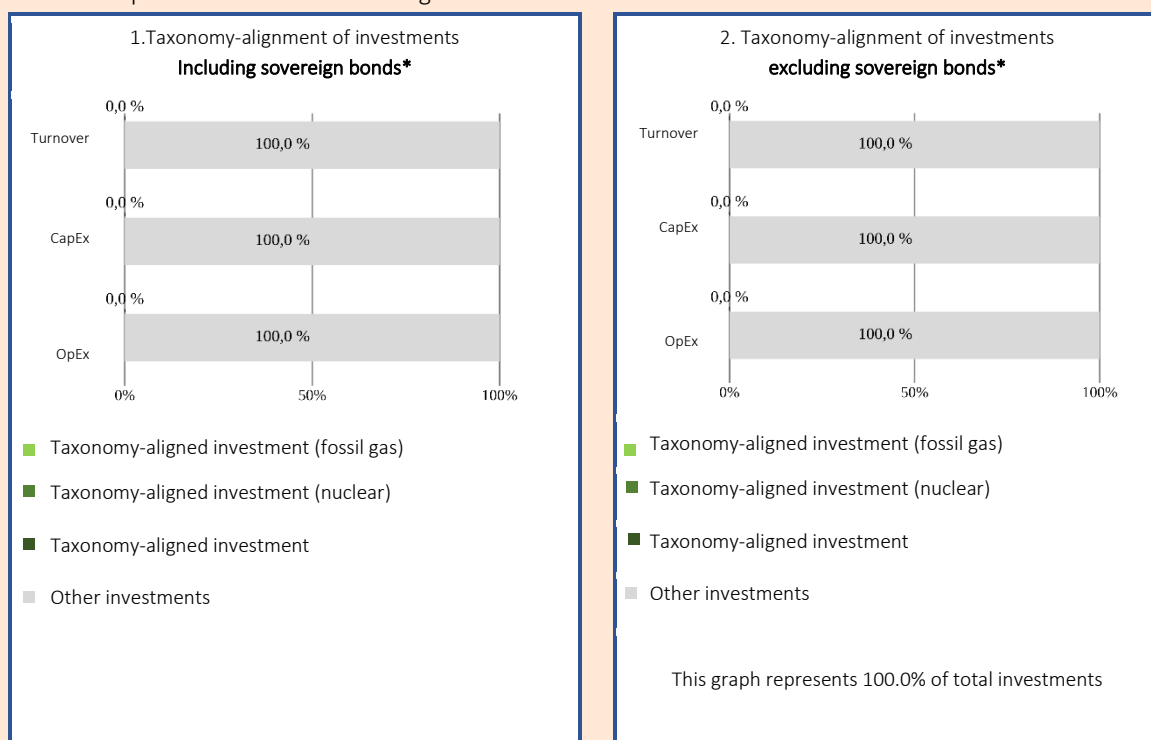 1.Taxonomy-alignment of investments
Including sovereign bonds*
0,0 %
Turnover
100,0 %
0,0 %
CapEx
100,0 %
0,0 %
OpEx
100,0 %
0%
50%
100%
Taxonomy-aligned investment (fossil gas)
Taxonomy-aligned investment (nuclear)
Taxonomy-aligned investment
Other investments
2. Taxonomy-alignment of investments
excluding sovereign bonds*
0,0 %
Turnover
100,0 %
0,0 %
CapEx
100,0 %
0,0 %
OpEx
100,0 %
0%
50%
100%
Taxonomy-aligned investment (fossil gas)
Taxonomy-aligned investment (nuclear)
Taxonomy-aligned investment
Other investments
This graph represents 100.0% of total investments